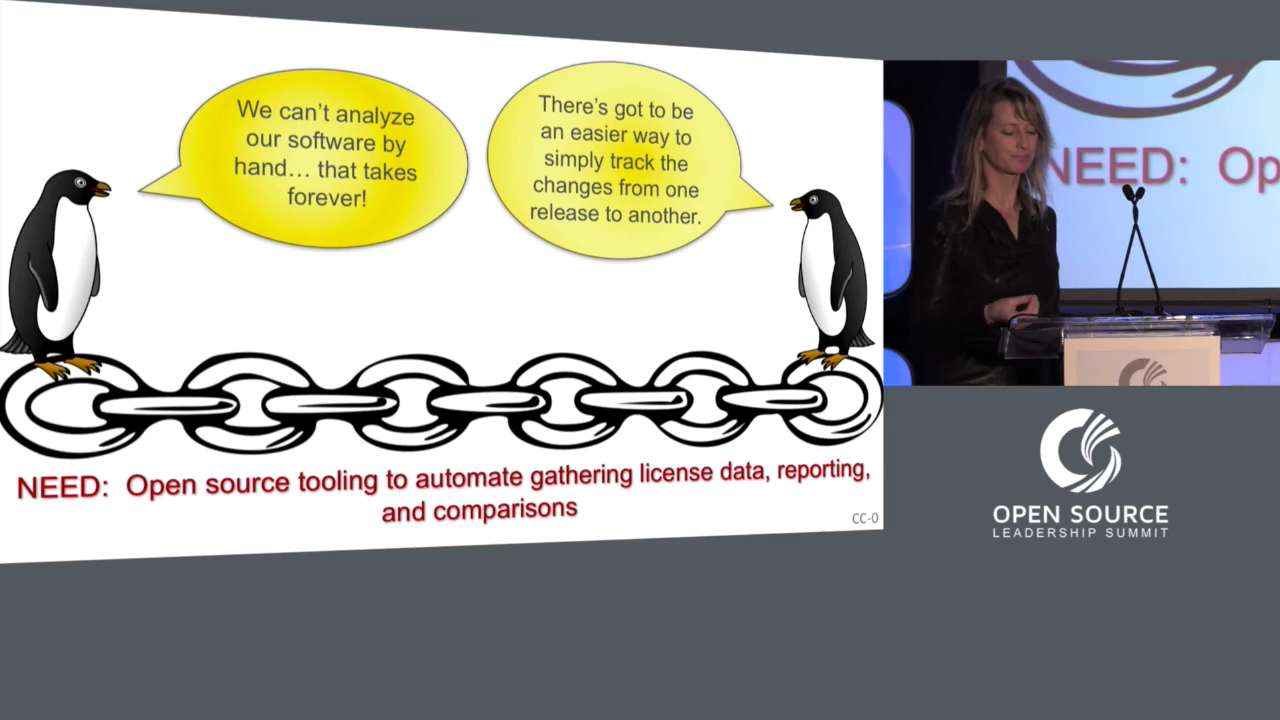 We can't analyze
our software by
hand... that takes
forever!
There's got to be
an easier way to
simply track the
changes from one
release to another.
NEED: Open source tooling to automate gathering license data, reporting,
and comparisons
CC-0
NEED: Op
OPEN SOURCE
LEADERSHIP SUMMIT